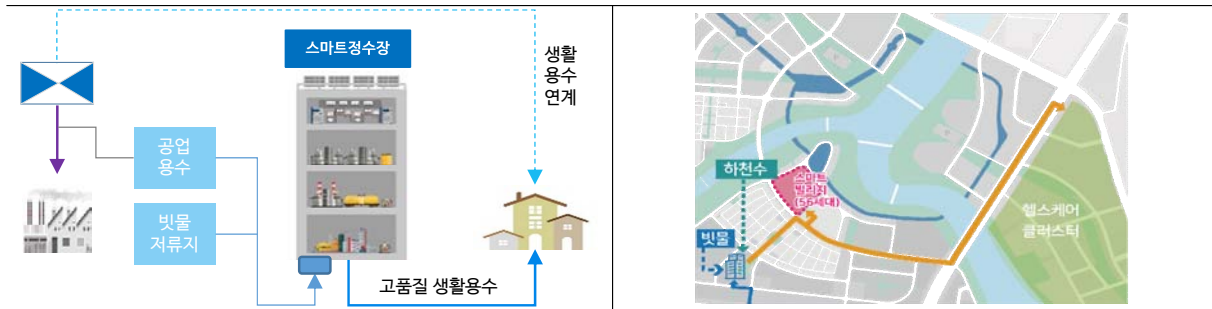 스마트정수장
생활
용수
연계
공업
용수
빗물
저류지
고품질 생활용수
하천수
스마트
빌리지
(56세대)
빗물
헬스케어
클러스터